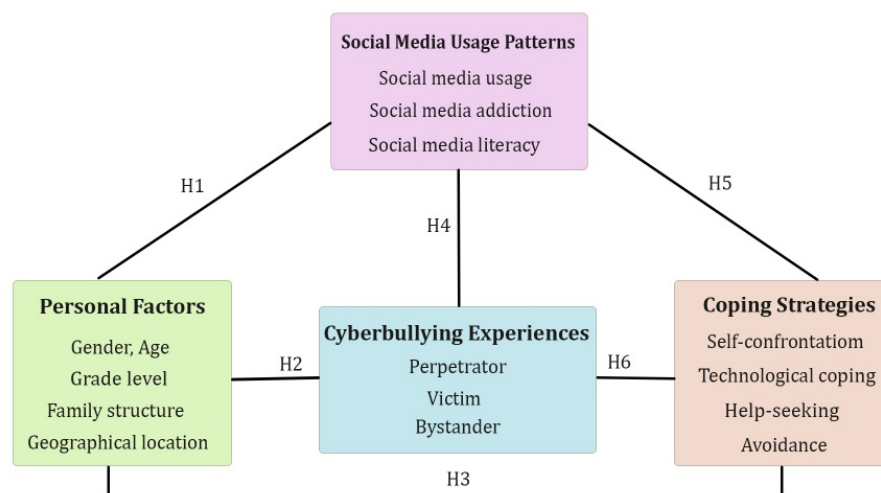 Social Media Usage Patterns
Social media usage
Social media addiction
Social media literacy
H1
H5
H4
Personal Factors
Gender, Age
Grade level
Family structure
Geographical location
H2
Cyberbullying Experiences
Perpetrator
Victim
Bystander
H6
Coping Strategies
Self-confrontatiom
Technological coping
Help-seeking
Avoidance
H3